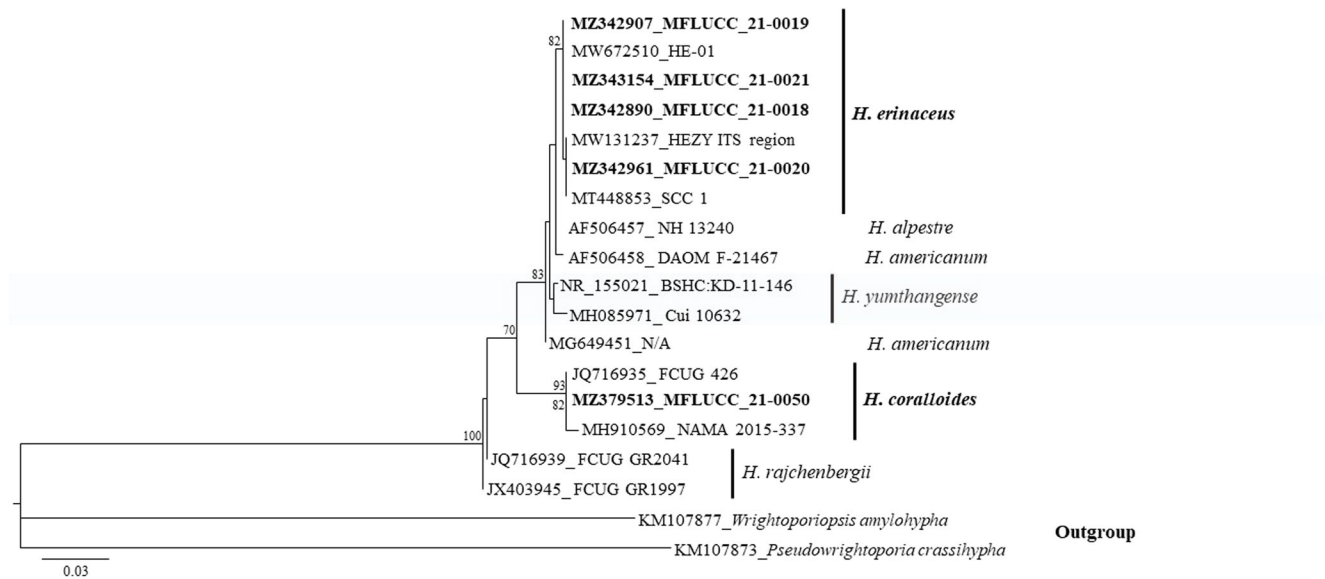 MZ342907_MFLUCC_21-0019
82
MW672510_HE-01
MZ343154_MFLUCC_21-0021
MZ342890_MFLUCC_21-0018
H. erinaceus
MW131237_HEZY ITS region
MZ342961_MFLUCC_21-0020
MT448853_SCC 1
AF506457_ NH 13240 H. alpestre
AF506458_ DAOM F-21467 H. americanum
83
NR_155021_BSHC:KD-11-146
H. yumthangense
MH085971_Cui 10632
70
MG649451_N/A H. americanum
JQ716935_FCUG 426
93
MZ379513_MFLUCC_21-0050 H. coralloides
82
MH910569_NAMA 2015-337
100
JQ716939_FCUG GR2041
H. rajchenbergii
JX403945_FCUG GR1997
KM107877_Wrightoporiopsis amylohypha
Outgroup
KM107873_Pseudowrightoporia crassihypha
0.03